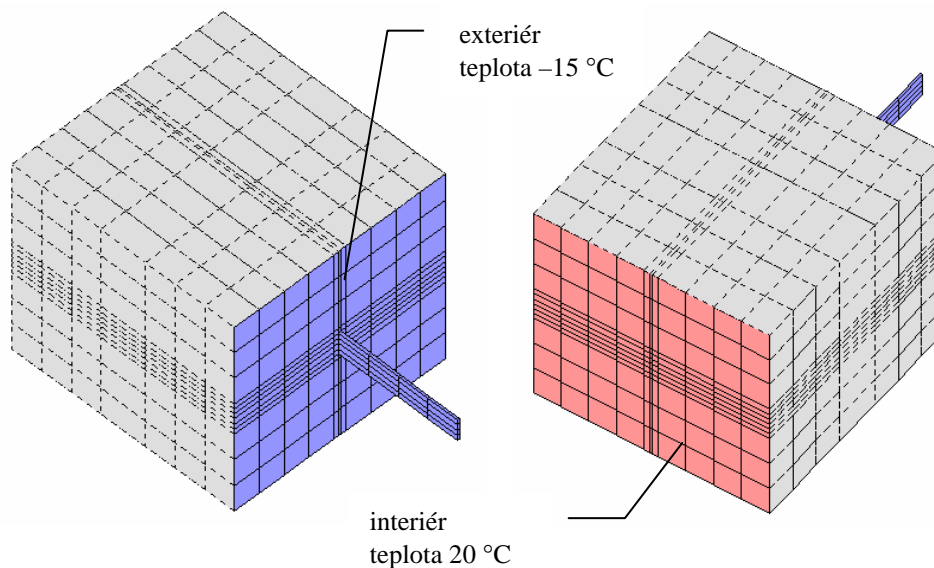 exteriér
teplota –15 °C
interiér
teplota 20 °C